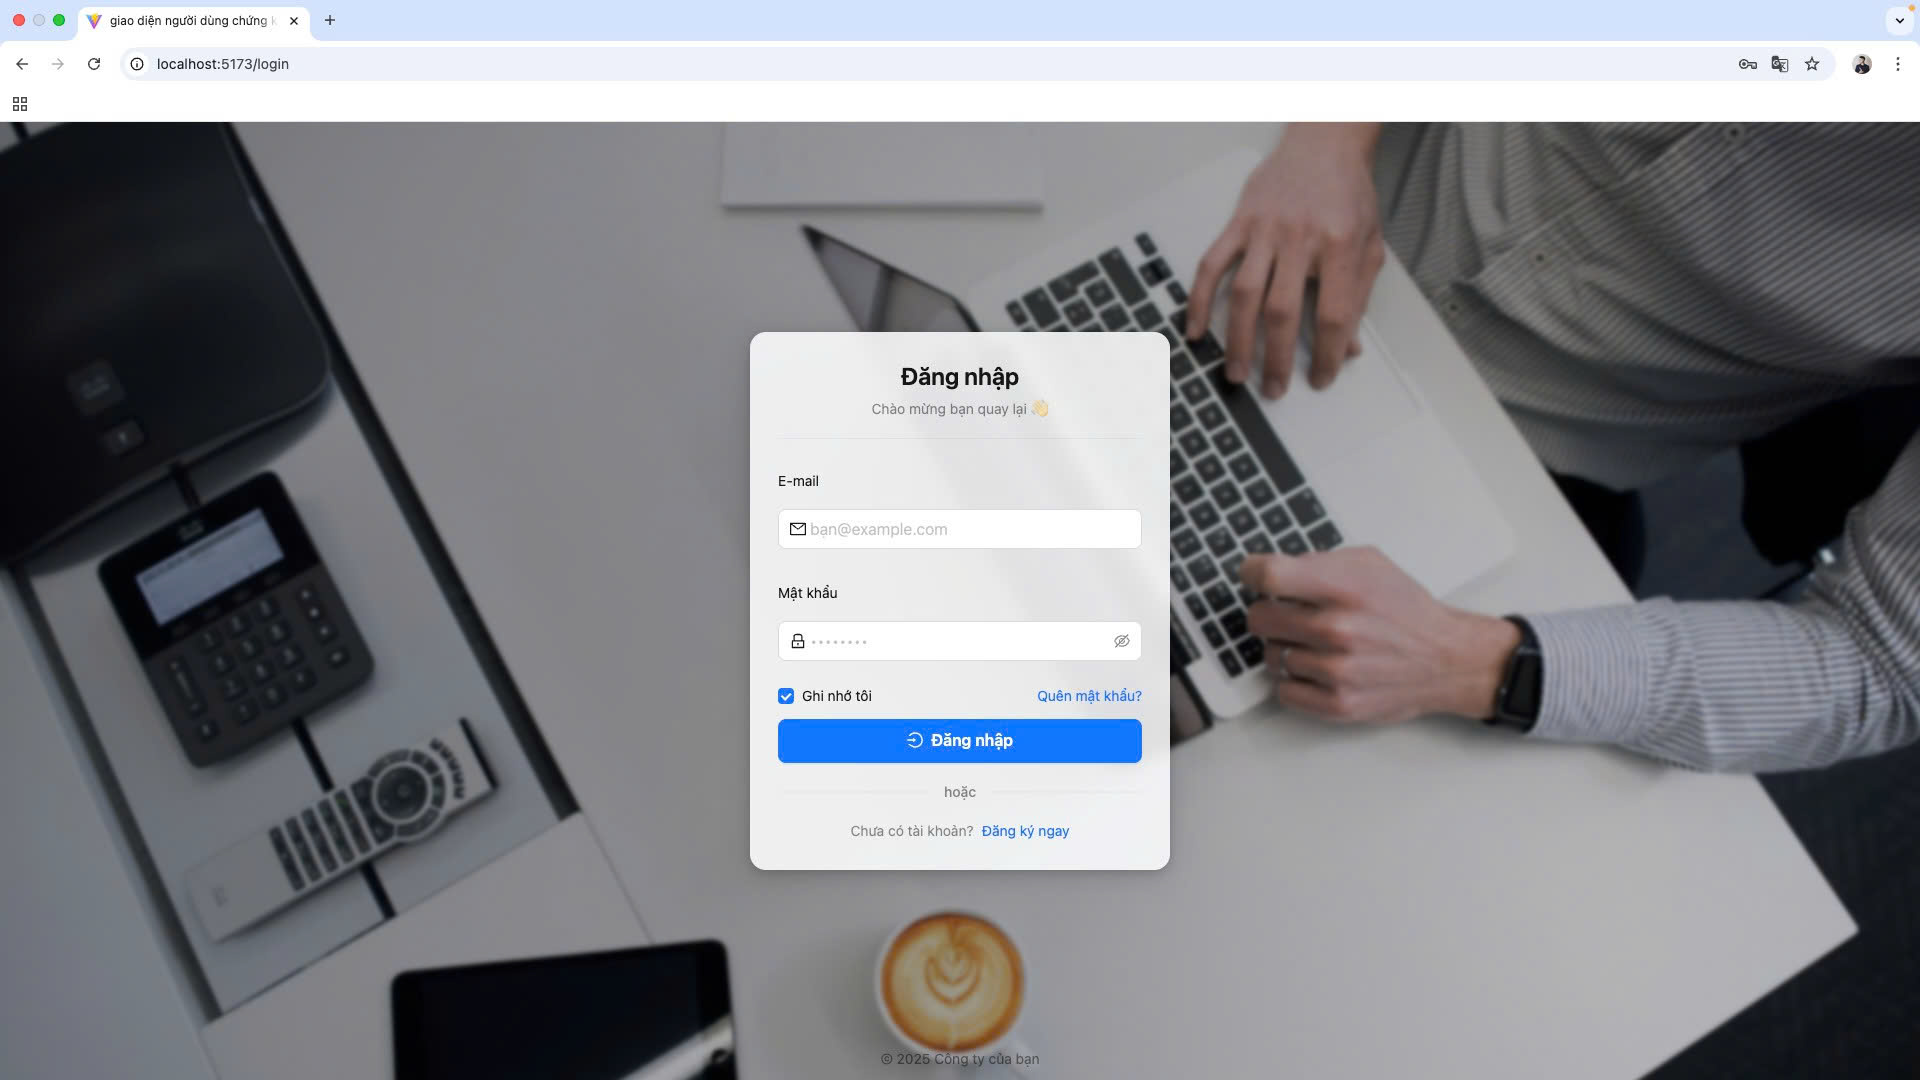 giao diện người dùng chứng
localhost:5173/login
Đăng nhập
Chào mừng bạn quay lại 👋🏻
E-mail
bạn@example.com
Mật khẩu
Ghi nhớ tôi
Quên mật khẩu?
Đăng nhập
hoặc
Chưa có tài khoản? Đăng ký ngay
© 2025 Công ty của bạn